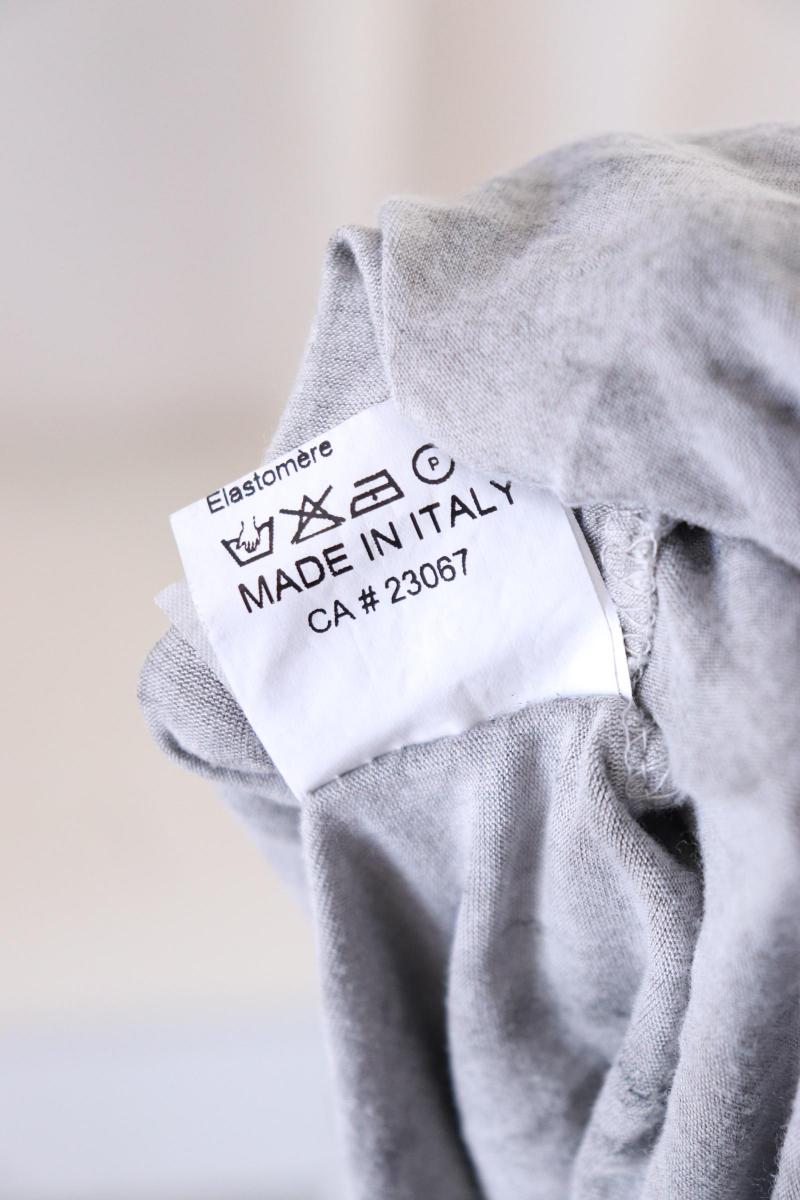 Elastomère
P
MADE IN ITALY
CA # 23067